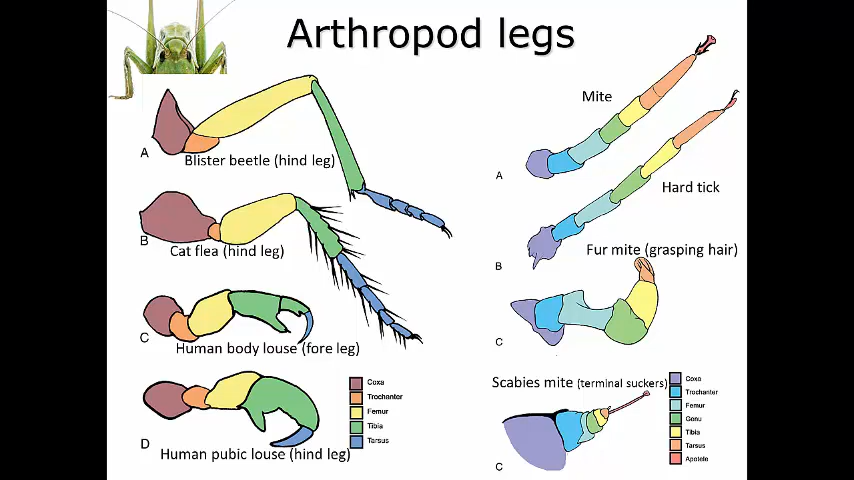 Arthropod legs
A
Blister beetle (hind leg)
B
Cat flea (hind leg)
C
Human body louse (fore leg)
D
Human pubic louse (hind leg)
Coxa
Trochanter
Femur
Tibia
Tarsus
Mite
A
Hard tick
B
Fur mite (grasping hair)
C
Scabies mite (terminal suckers)
C
Coxa
Trochanter
Femur
Genu
Tibia
Tarsus
Apotele